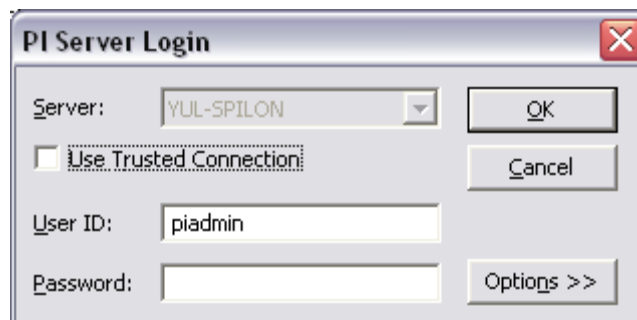 PI Server Login
Server: YUL-SPILON OK
Use Trusted Connection
Cancel
User ID: piadmin
Password: Options >>